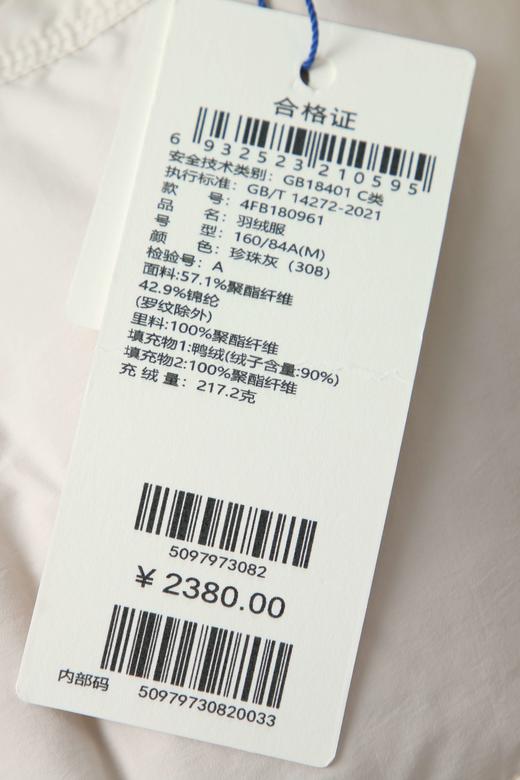 合格证
6 932523 210595
安全技术类别：GB18401 C类
执行标准：GB/T 14272-2021
款 号：4FB180961
品 名：羽绒服
号 型：160/84A(M)
颜 色：珍珠灰（308）
检验号：A
面料:57.1%聚酯纤维
42.9%锦纶
(罗纹除外)
里料:100%聚酯纤维
填充物1:鸭绒(绒子含量:90%)
填充物2:100%聚酯纤维
充 绒 量：217.2克
5097973082
¥ 2380.00
内部码 50979730820033